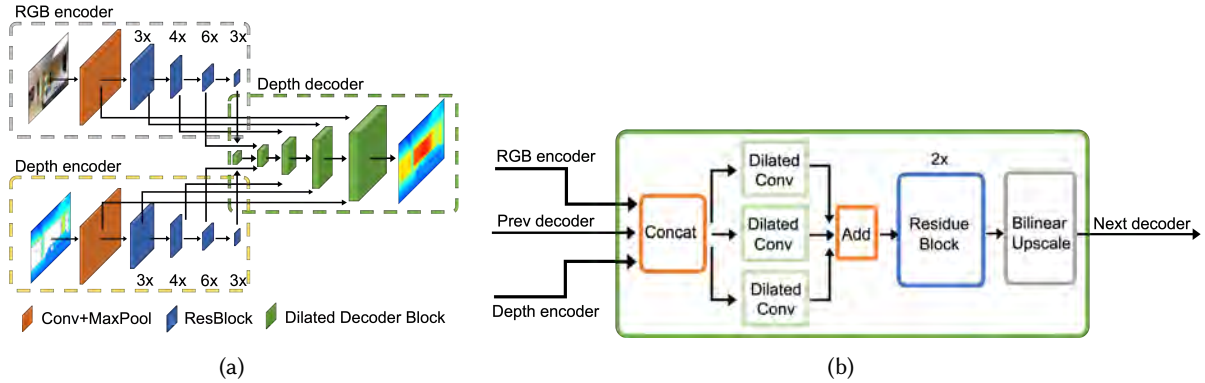 RGB encoder
3x 4x 6x 3x
Depth decoder
Depth encoder
3x 4x 6x 3x
Conv+MaxPool ResBlock Dilated Decoder Block
(a)
RGB encoder
Prev decoder
Depth encoder
Concat
Dilated
Conv
Dilated
Conv
Dilated
Conv
Add
2x
Residue
Block
Bilinear
Upscale
Next decoder
(b)